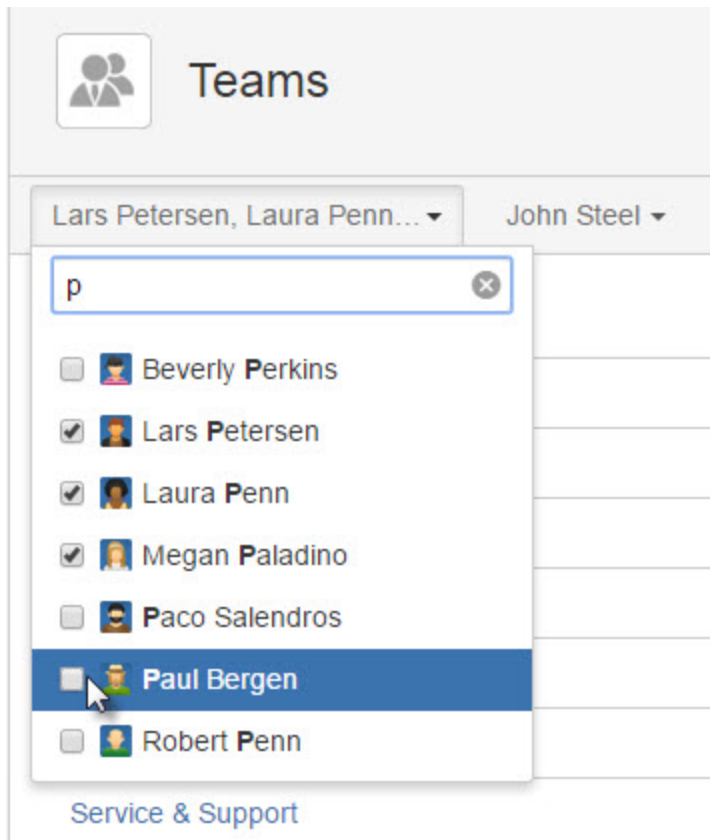 Teams
Lars Petersen, Laura Penn... John Steel
p
Beverly Perkins
Lars Petersen
Laura Penn
Megan Paladino
Paco Salendros
Paul Bergen
Robert Penn
Service & Support